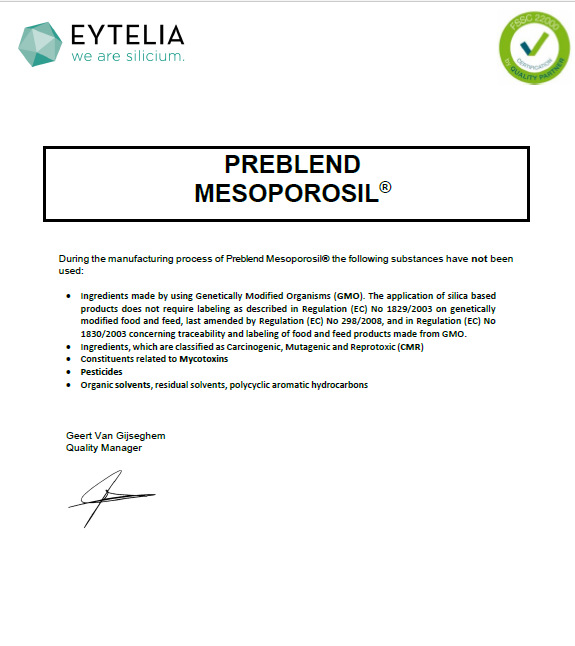 EYTELIA
we are silicium.
FSSC 22000
CERTIFICATION
QUALITY PARTNER
PREBLEND
MESOPOROSIL®
During the manufacturing process of Preblend Mesoporosil® the following substances have not been
used:
• Ingredients made by using Genetically Modified Organisms (GMO). The application of silica based
products does not require labeling as described in Regulation (EC) No 1829/2003 on genetically
modified food and feed, last amended by Regulation (EC) No 298/2008, and in Regulation (EC) No
1830/2003 concerning traceability and labeling of food and feed products made from GMO.
• Ingredients, which are classified as Carcinogenic, Mutagenic and Reprotoxic (CMR)
• Constituents related to Mycotoxins
• Pesticides
• Organic solvents, residual solvents, polycyclic aromatic hydrocarbons
Geert Van Gijseghem
Quality Manager